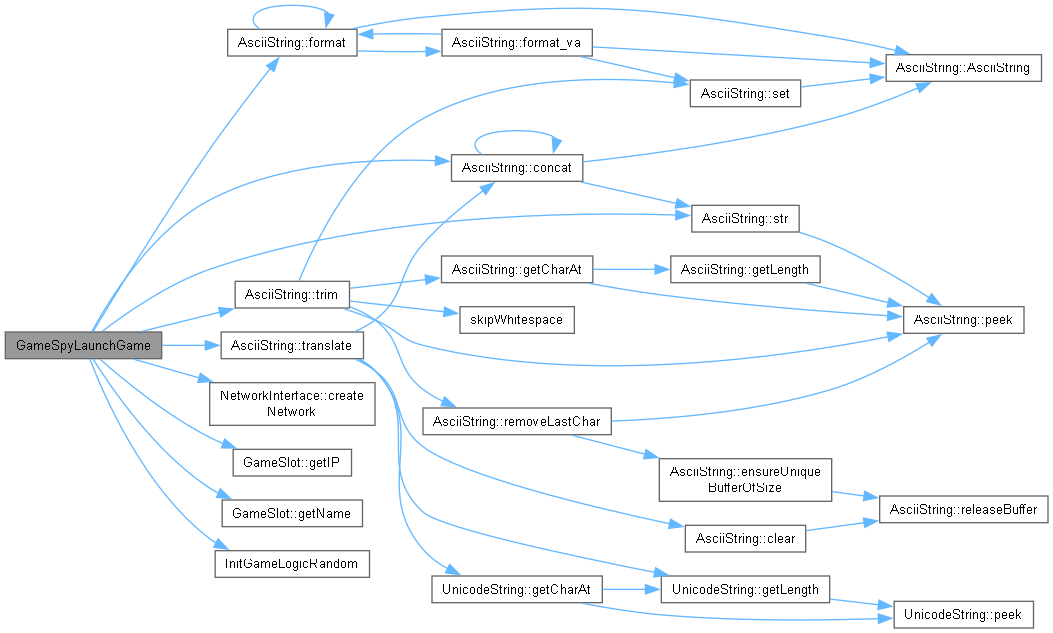 AsciiString::format
AsciiString::format_va
AsciiString::AsciiString
AsciiString::set
AsciiString::concat
AsciiString::str
AsciiString::getCharAt
AsciiString::getLength
AsciiString::trim
skipWhitespace
AsciiString::peek
GameSpyLaunchGame
AsciiString::translate
NetworkInterface::create
Network
AsciiString::removeLastChar
GameSlot::getIP
AsciiString::ensureUnique
BufferOfSize
GameSlot::getName
AsciiString::releaseBuffer
AsciiString::clear
InitGameLogicRandom
UnicodeString::getCharAt
UnicodeString::getLength
UnicodeString::peek